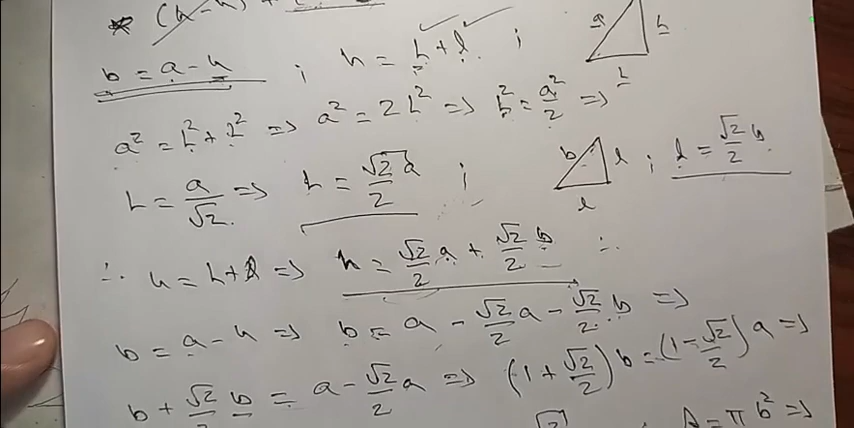 b = a - h ; h = L + l ; a L L
a² = L² + L² => a² = 2L² => L² = a²/2 =>
L = a/√2 => L = √2/2 a ; b l l ; l = √2/2 b
∴ h = L + l => h = √2/2 a + √2/2 b ∴
b = a - h => b = a - √2/2 a - √2/2 b =>
b + √2/2 b = a - √2/2 a => (1 + √2/2) b = (1 - √2/2) a =>
A = π b² =>